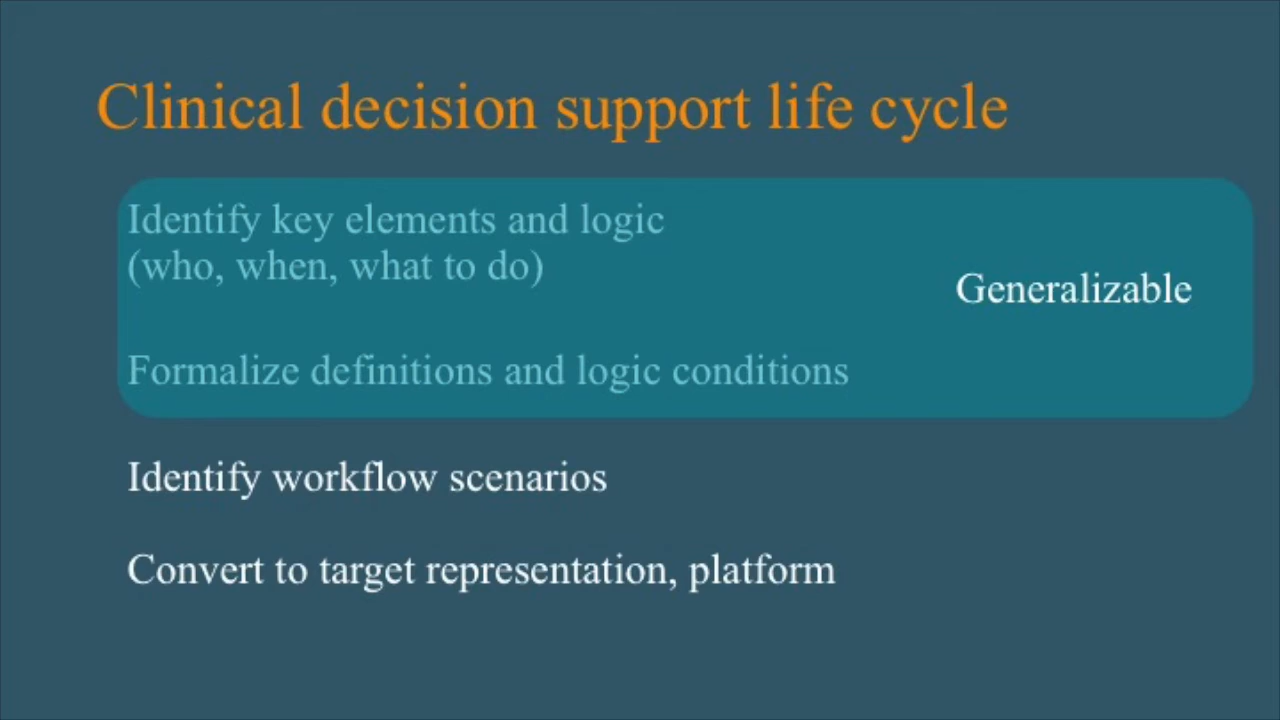 Clinical decision support life cycle
Identify key elements and logic
(who, when, what to do)
Generalizable
Formalize definitions and logic conditions
Identify workflow scenarios
Convert to target representation, platform